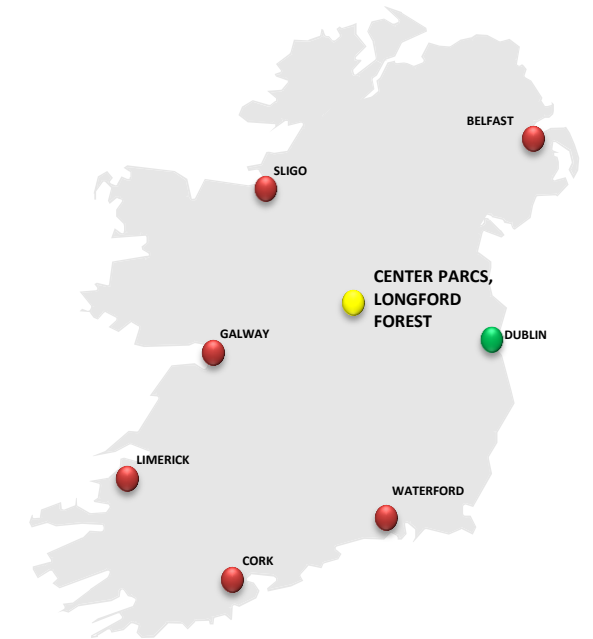 BELFAST
SLIGO
CENTER PARCS,
LONGFORD
FOREST
GALWAY
DUBLIN
LIMERICK
WATERFORD
CORK